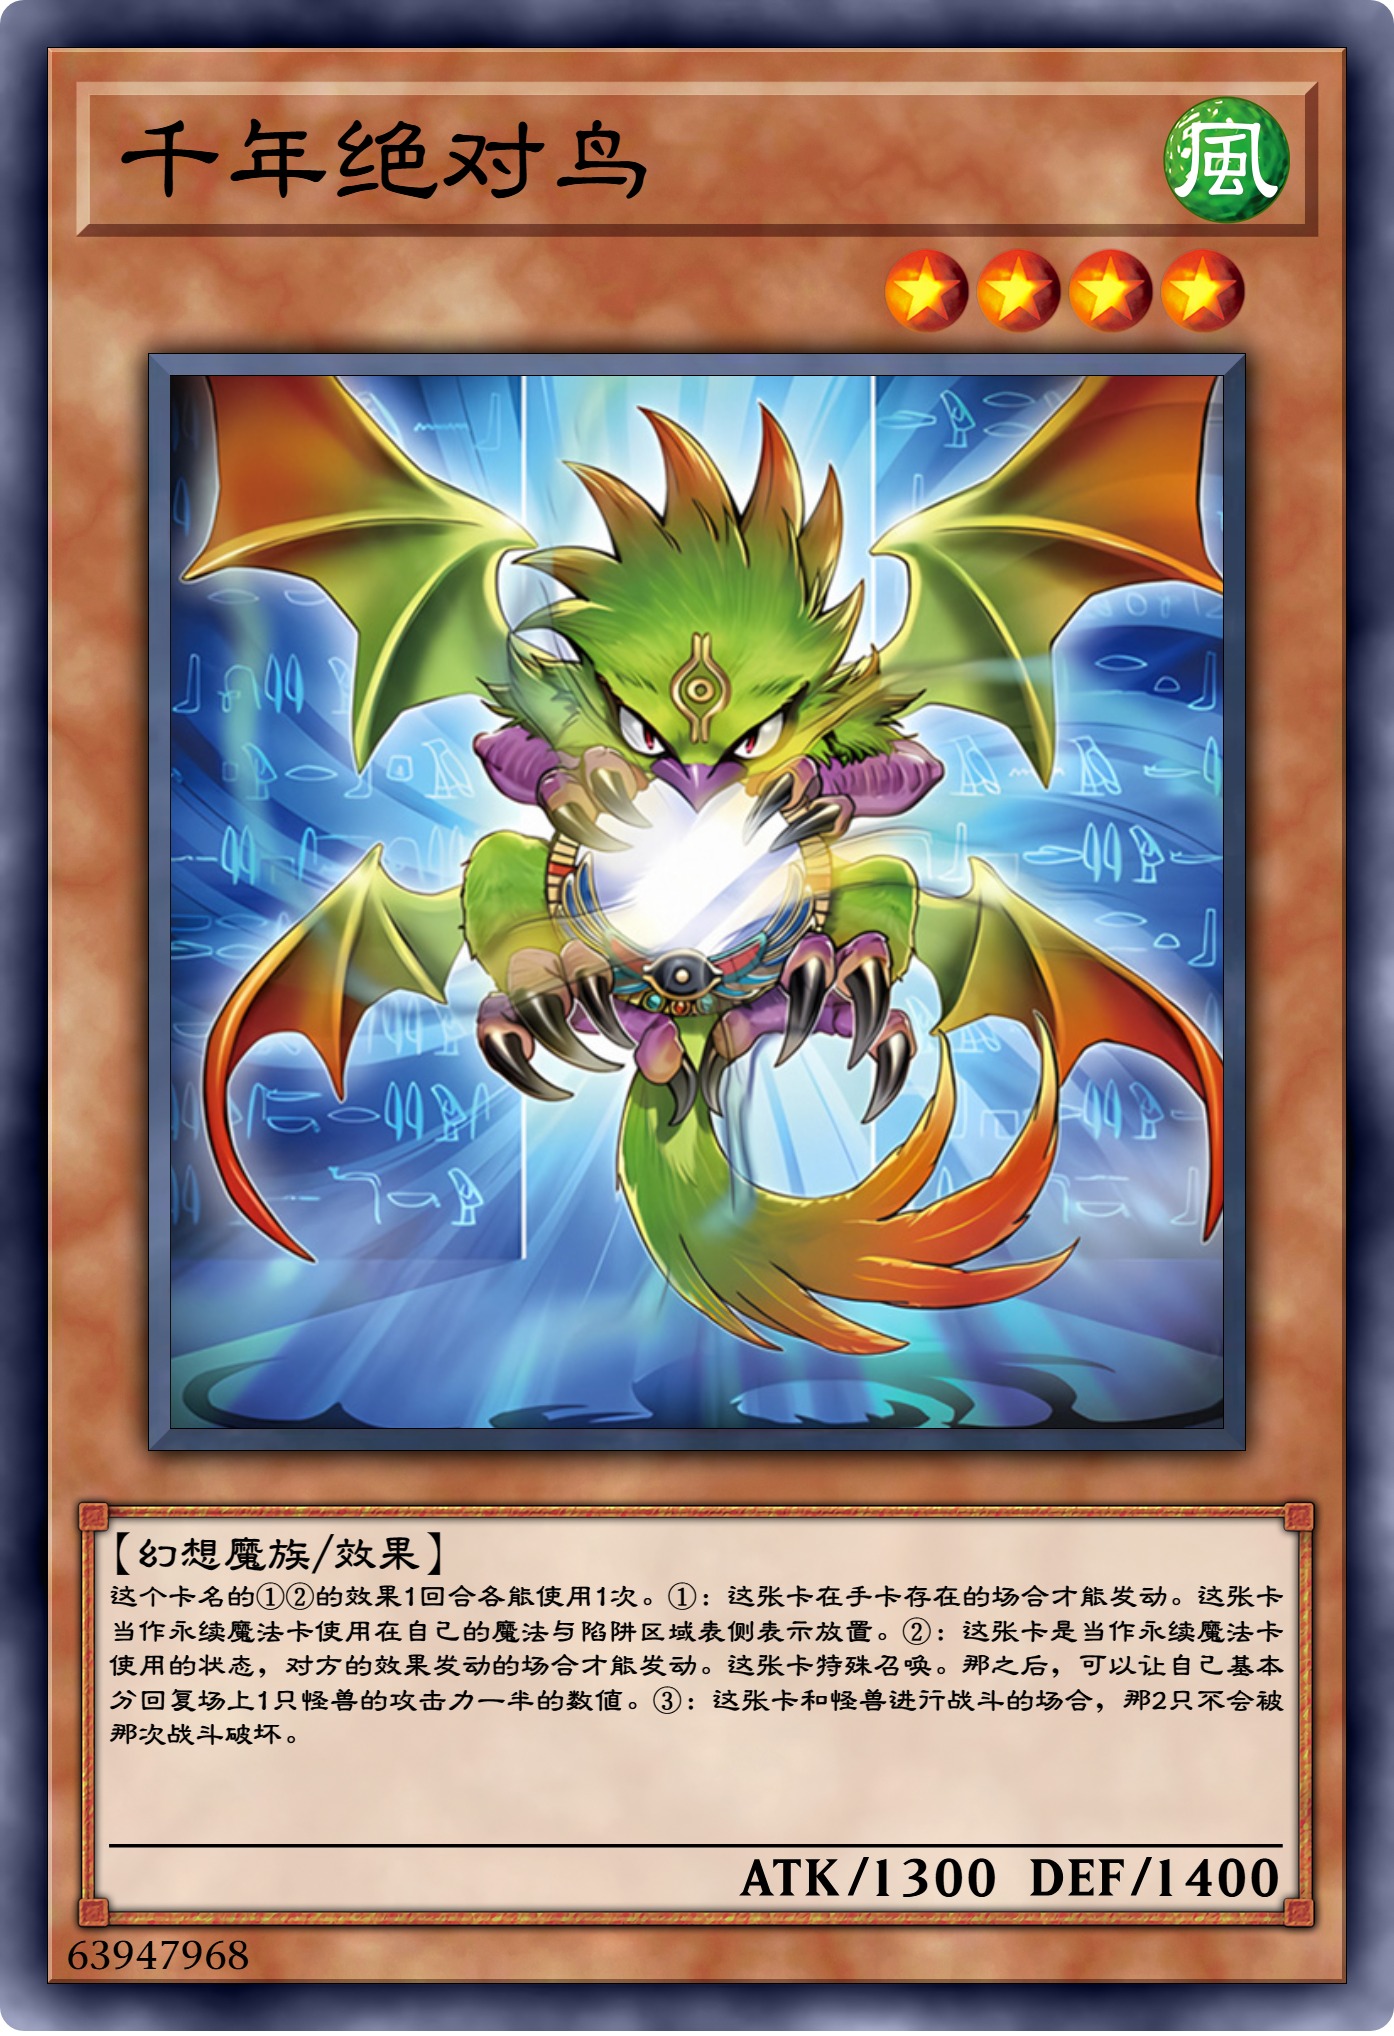 千年绝对鸟
風
【幻想魔族/效果】
这个卡名的①②的效果1回合各能使用1次。①：这张卡在手卡存在的场合才能发动。这张卡
当作永续魔法卡使用在自己的魔法与陷阱区域表侧表示放置。②：这张卡是当作永续魔法卡
使用的状态，对方的效果发动的场合才能发动。这张卡特殊召唤。那之后，可以让自己基本
分回复场上1只怪兽的攻击力一半的数值。③：这张卡和怪兽进行战斗的场合，那2只不会被
那次战斗破坏。
ATK/1300 DEF/1400
63947968